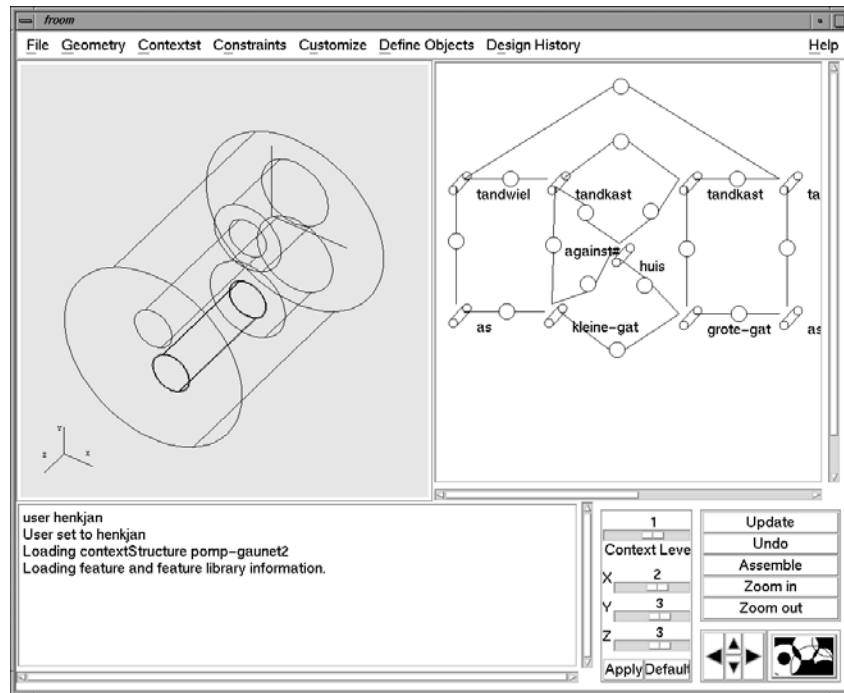 froom
File Geometry Contextst Constraints Customize Define Objects Design History Help
tandwiel tandkast tandkast ta
against#
huis
as kleine-gat grote-gat as
Y
Z X
user henkjan
User set to henkjan
Loading contextStructure pomp-gaunet2
Loading feature and feature library information.
1
Context Leve
X 2
Y 3
Z 3
Apply Default
Update
Undo
Assemble
Zoom in
Zoom out